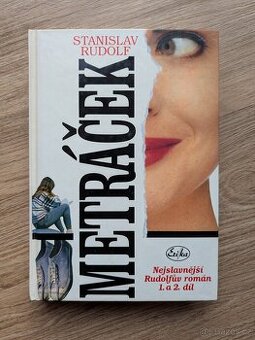 STANISLAV
RUDOLF
METRÁČEK
Erika
Nejslavnější
Rudolfův román
1. a 2. díl